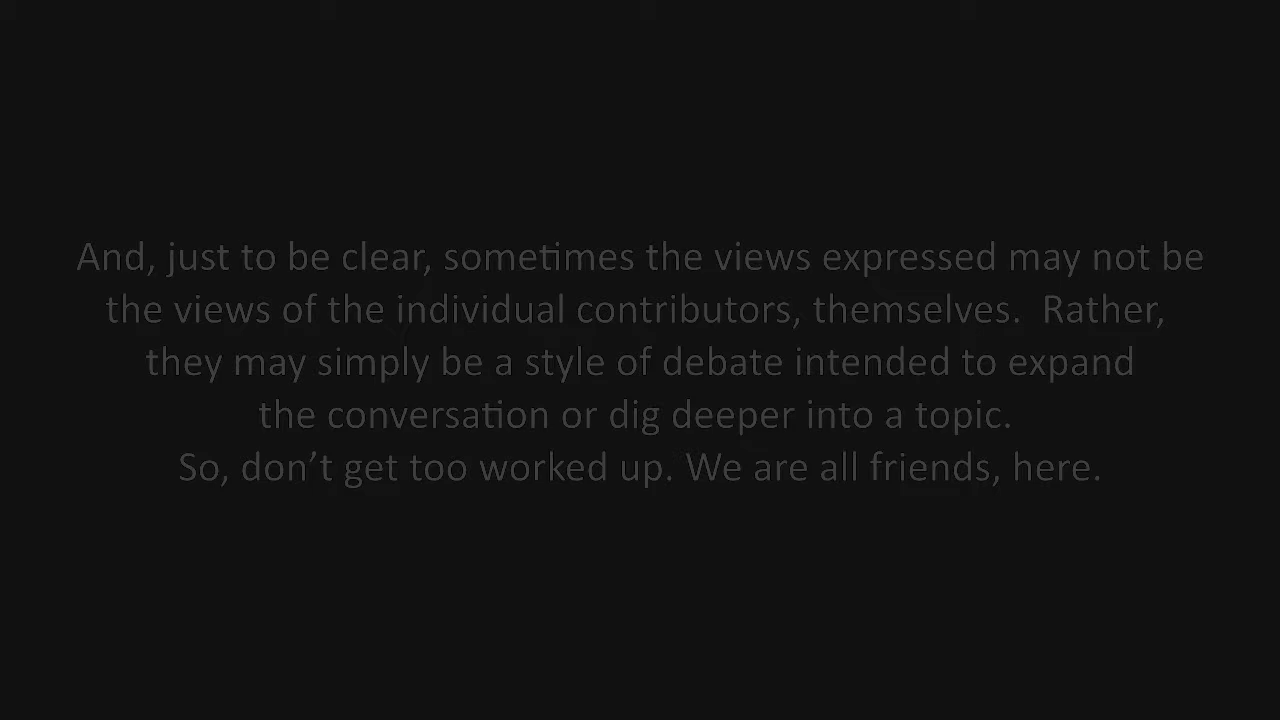 And, just to be clear, sometimes the views expressed may not be
the views of the individual contributors, themselves.  Rather,
they may simply be a style of debate intended to expand
the conversation or dig deeper into a topic.
So, don’t get too worked up. We are all friends, here.